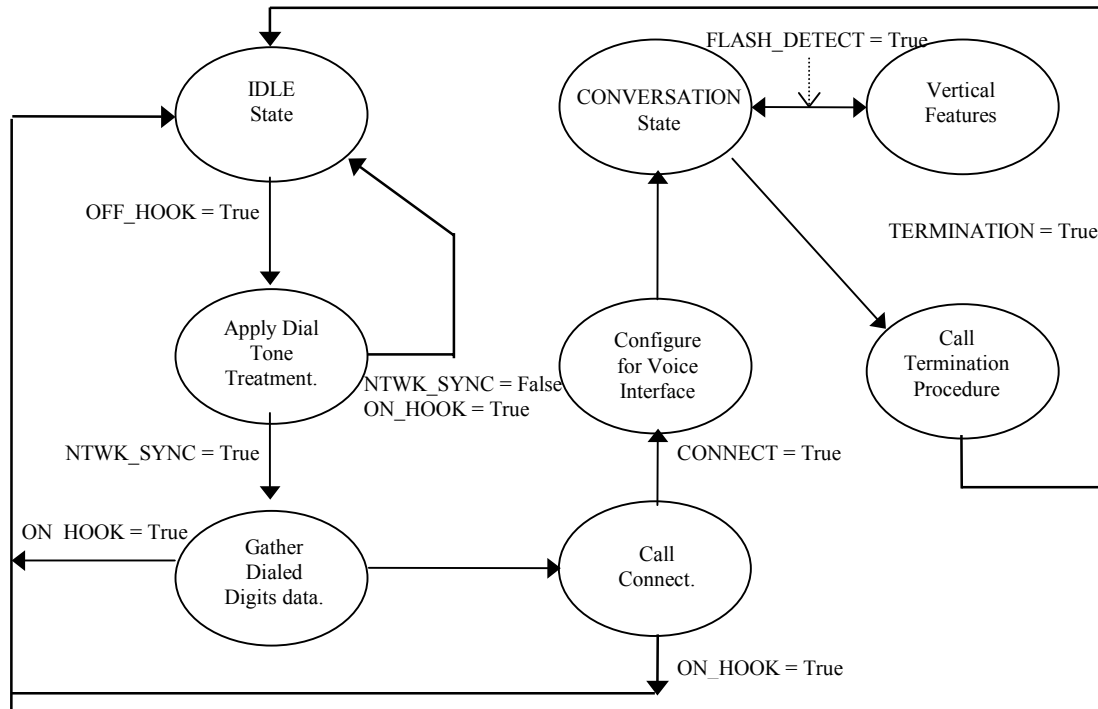 FLASH_DETECT = True
IDLE
State
CONVERSATION
State
Vertical
Features
OFF_HOOK = True
TERMINATION = True
Apply Dial
Tone
Treatment.
Configure
for Voice
Interface
Call
Termination
Procedure
NTWK_SYNC = False
ON_HOOK = True
NTWK_SYNC = True
CONNECT = True
ON_HOOK = True
Gather
Dialed
Digits data.
Call
Connect.
ON_HOOK = True